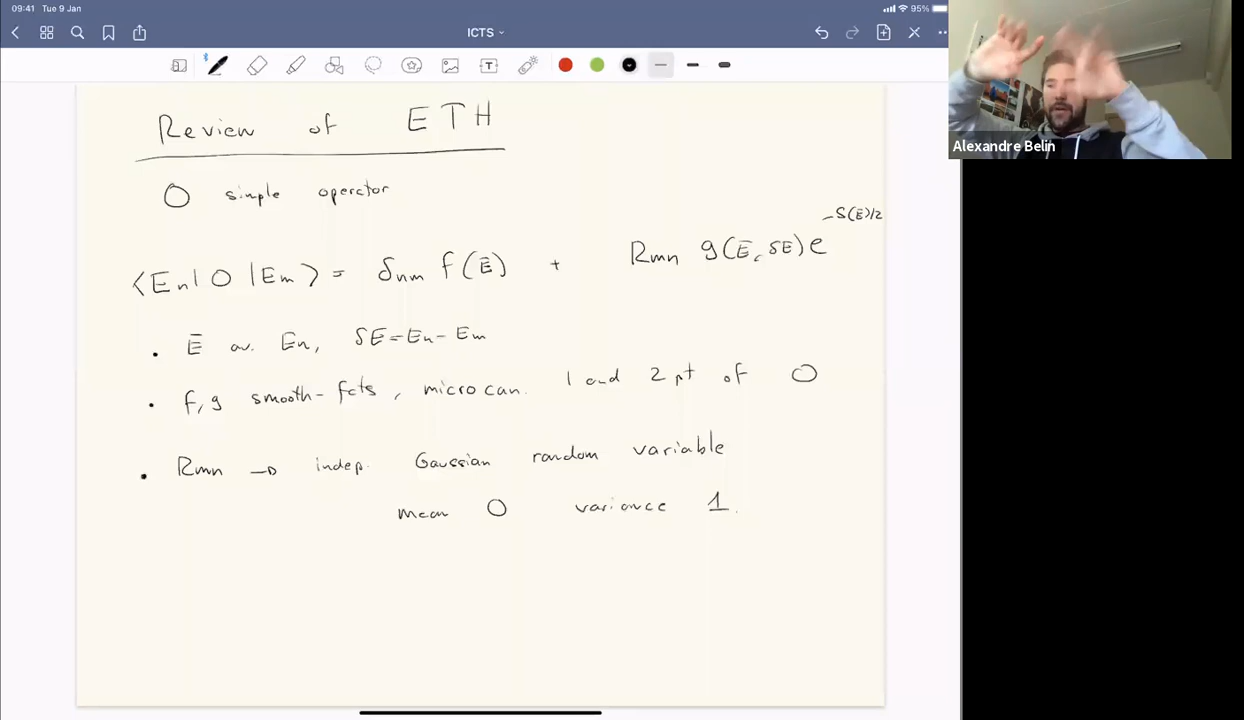 09:41 Tue 9 Jan
95%
ICTS
Alexandre Belin
Review of ETH
O simple operator
⟨En|O|Em⟩ = δnm f(Ē) + Rmn g(Ē, δE) e^{-S(Ē)/2}
• Ē av. En, δE = En - Em
• f, g smooth-fcts, microcan. 1 and 2 pt of O
• Rmn → indep. Gaussian random variable
mean 0 variance 1.